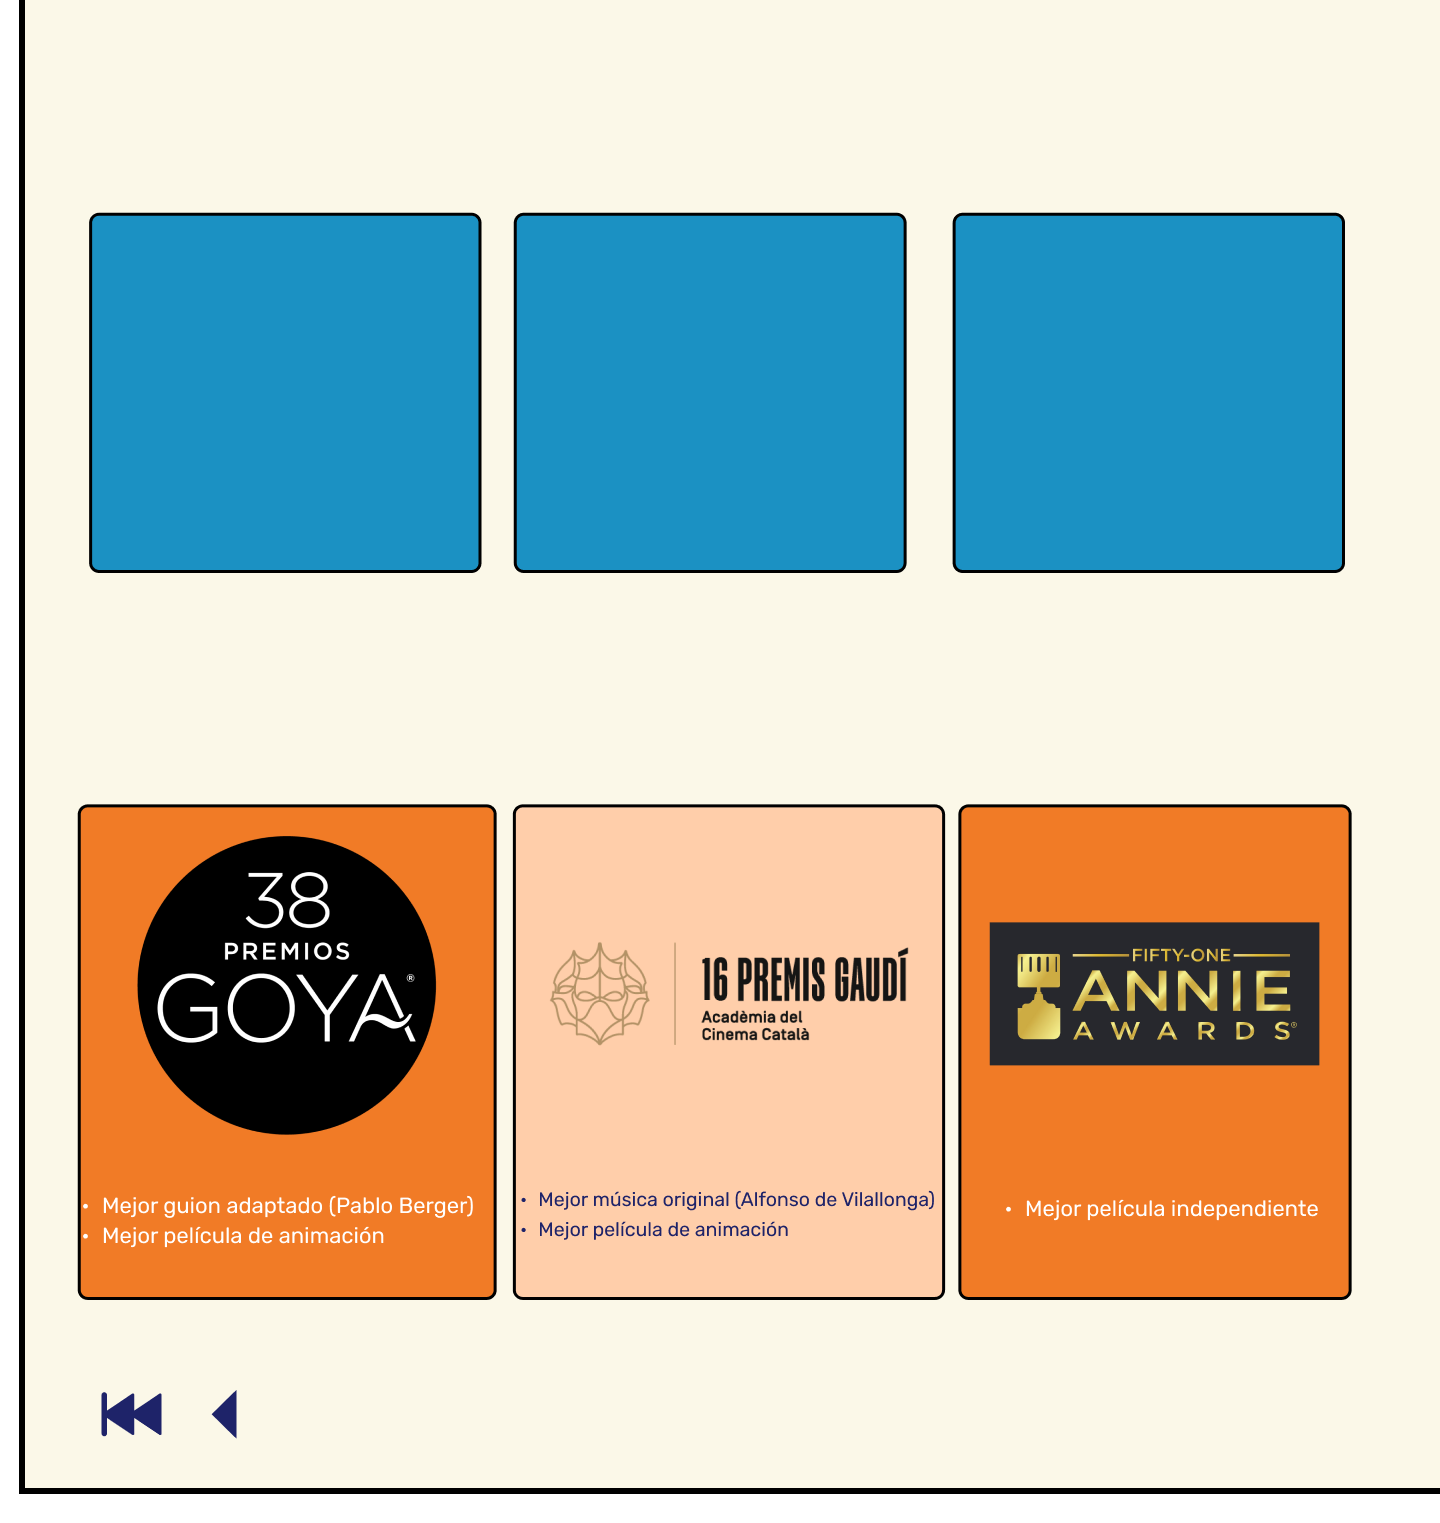 38
PREMIOS
GOYA®
• Mejor guion adaptado (Pablo Berger)
• Mejor película de animación
16 PREMIS GAUDÍ
Acadèmia del
Cinema Català
• Mejor música original (Alfonso de Vilallonga)
• Mejor película de animación
FIFTY-ONE
ANNIE
AWARDS®
• Mejor película independiente